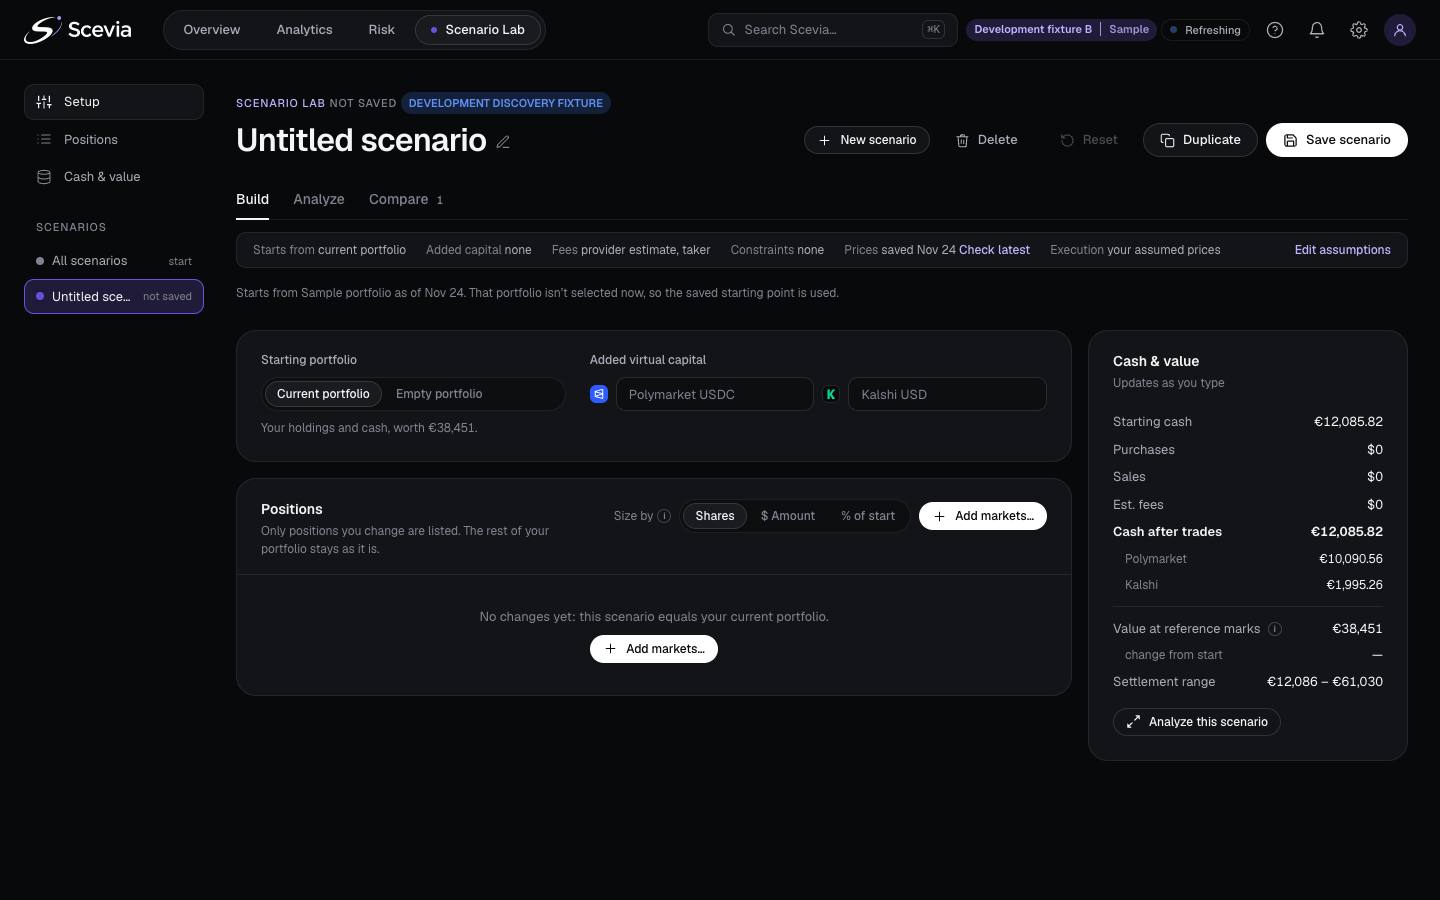 Scevia
Overview
Analytics
Risk
Scenario Lab
Search Scevia...
⌘K
Development fixture B | Sample
Refreshing
Setup
Positions
Cash & value
SCENARIOS
All scenarios
start
Untitled sce...
not saved
SCENARIO LAB NOT SAVED DEVELOPMENT DISCOVERY FIXTURE
Untitled scenario
New scenario
Delete
Reset
Duplicate
Save scenario
Build
Analyze
Compare 1
Starts from current portfolio
Added capital none
Fees provider estimate, taker
Constraints none
Prices saved Nov 24 Check latest
Execution your assumed prices
Edit assumptions
Starts from Sample portfolio as of Nov 24. That portfolio isn't selected now, so the saved starting point is used.
Starting portfolio
Current portfolio
Empty portfolio
Your holdings and cash, worth €38,451.
Added virtual capital
Polymarket USDC
K
Kalshi USD
Positions
Only positions you change are listed. The rest of your
portfolio stays as it is.
Size by
Shares
$ Amount
% of start
Add markets...
No changes yet: this scenario equals your current portfolio.
Add markets...
Cash & value
Updates as you type
Starting cash €12,085.82
Purchases $0
Sales $0
Est. fees $0
Cash after trades €12,085.82
Polymarket €10,090.56
Kalshi €1,995.26
Value at reference marks €38,451
change from start —
Settlement range €12,086 – €61,030
Analyze this scenario